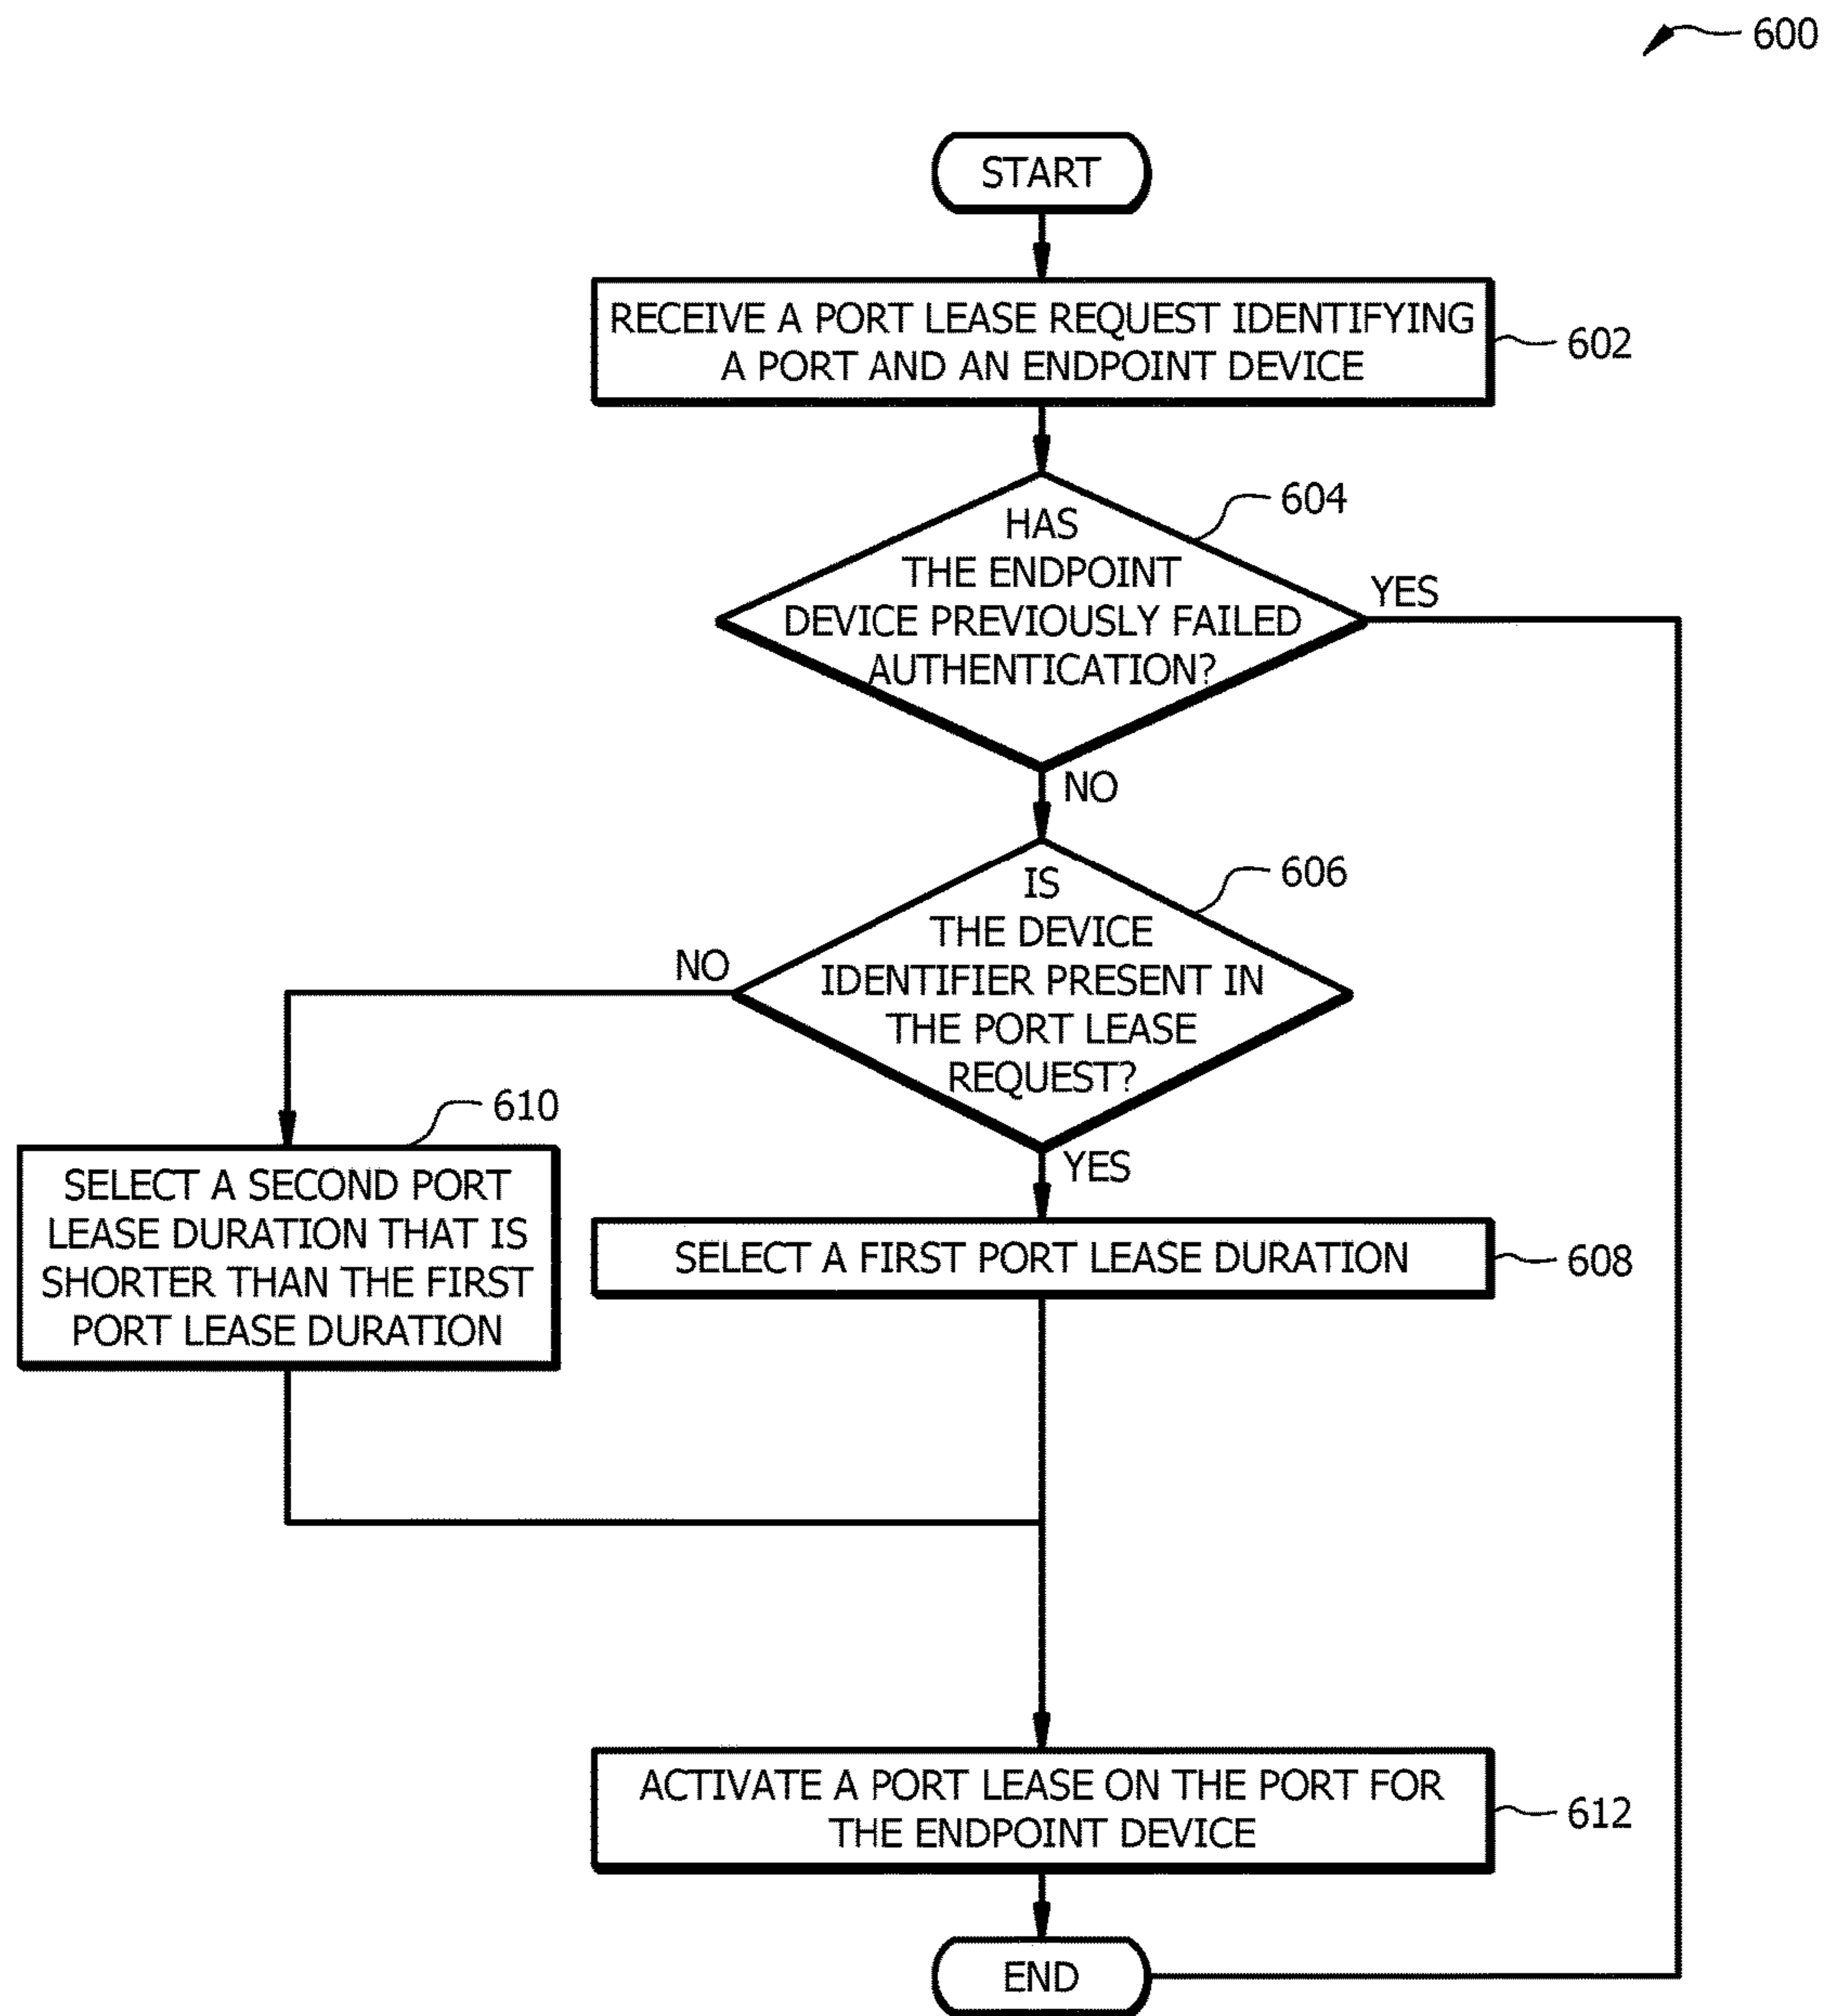 600
START
RECEIVE A PORT LEASE REQUEST IDENTIFYING
A PORT AND AN ENDPOINT DEVICE
602
604
HAS
THE ENDPOINT
DEVICE PREVIOUSLY FAILED
AUTHENTICATION?
YES
NO
606
IS
THE DEVICE
IDENTIFIER PRESENT IN
THE PORT LEASE
REQUEST?
NO
YES
610
SELECT A SECOND PORT
LEASE DURATION THAT IS
SHORTER THAN THE FIRST
PORT LEASE DURATION
SELECT A FIRST PORT LEASE DURATION
608
ACTIVATE A PORT LEASE ON THE PORT FOR
THE ENDPOINT DEVICE
612
END